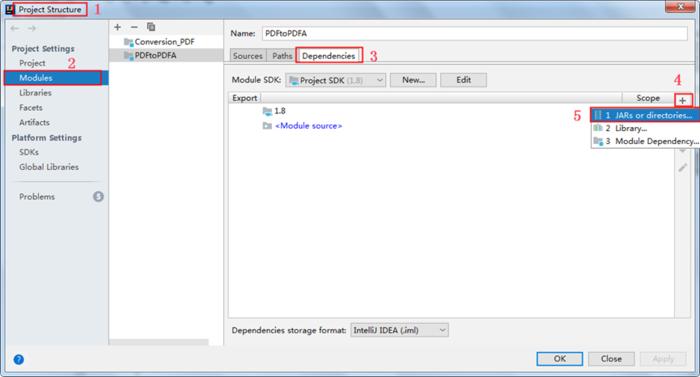 Project Structure 1
Name: PDFtoPDFA
Project Settings
Project
2
Modules
Libraries
Facets
Artifacts
Platform Settings
SDKs
Global Libraries
Problems 5
Conversion_PDF
PDFtoPDFA
Sources Paths Dependencies 3
Module SDK: Project SDK (1.8) New... Edit
4
Export Scope
1.8
<Module source>
5
1 JARs or directories...
2 Library...
3 Module Dependency...
Dependencies storage format: IntelliJ IDEA (.iml)
OK Close Apply